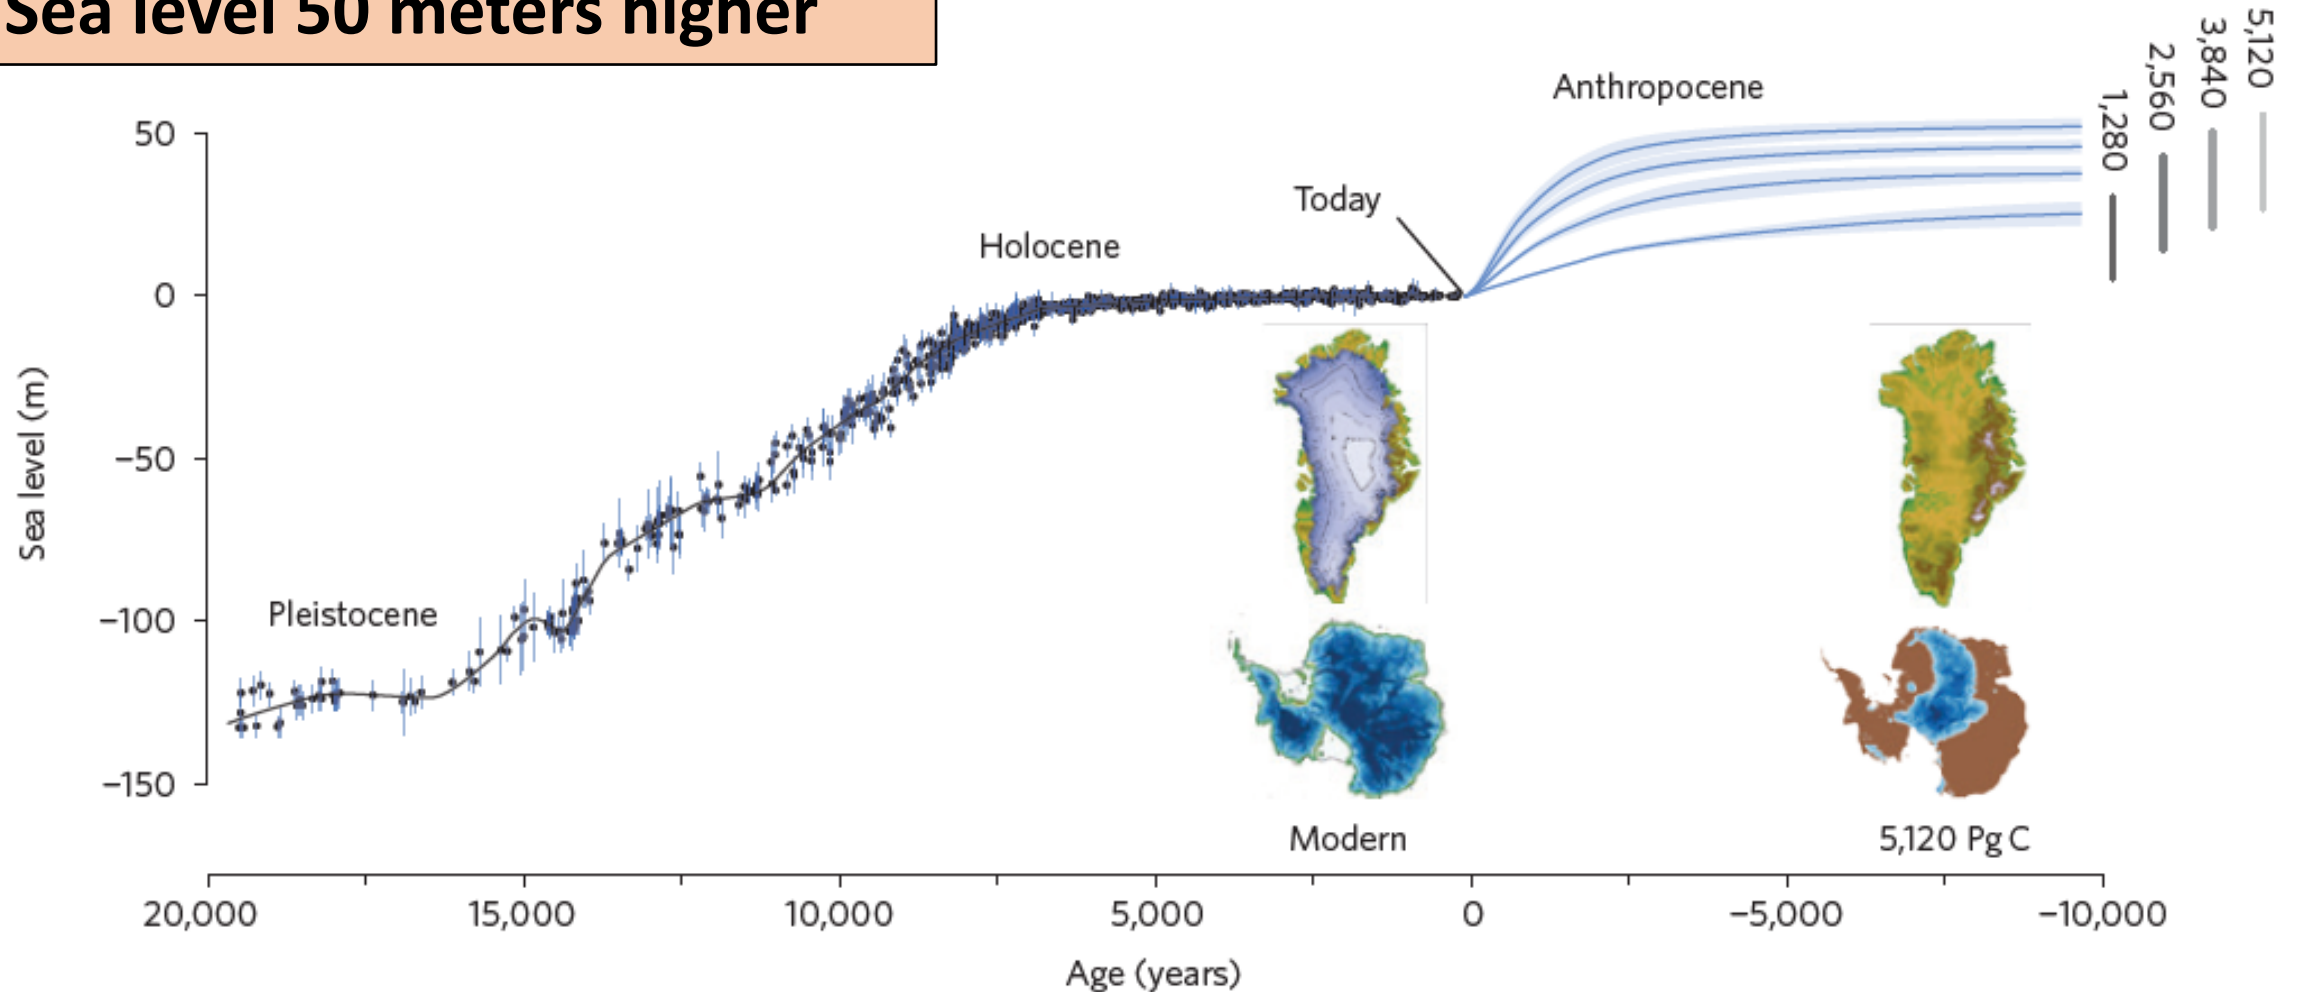 Sea level 50 meters higher
5,120
3,840
2,560
1,280
Anthropocene
50
Today
Holocene
0
Sea level (m)
−50
Pleistocene
−100
−150
Modern
5,120 Pg C
20,000 15,000 10,000 5,000 0 −5,000 −10,000
Age (years)